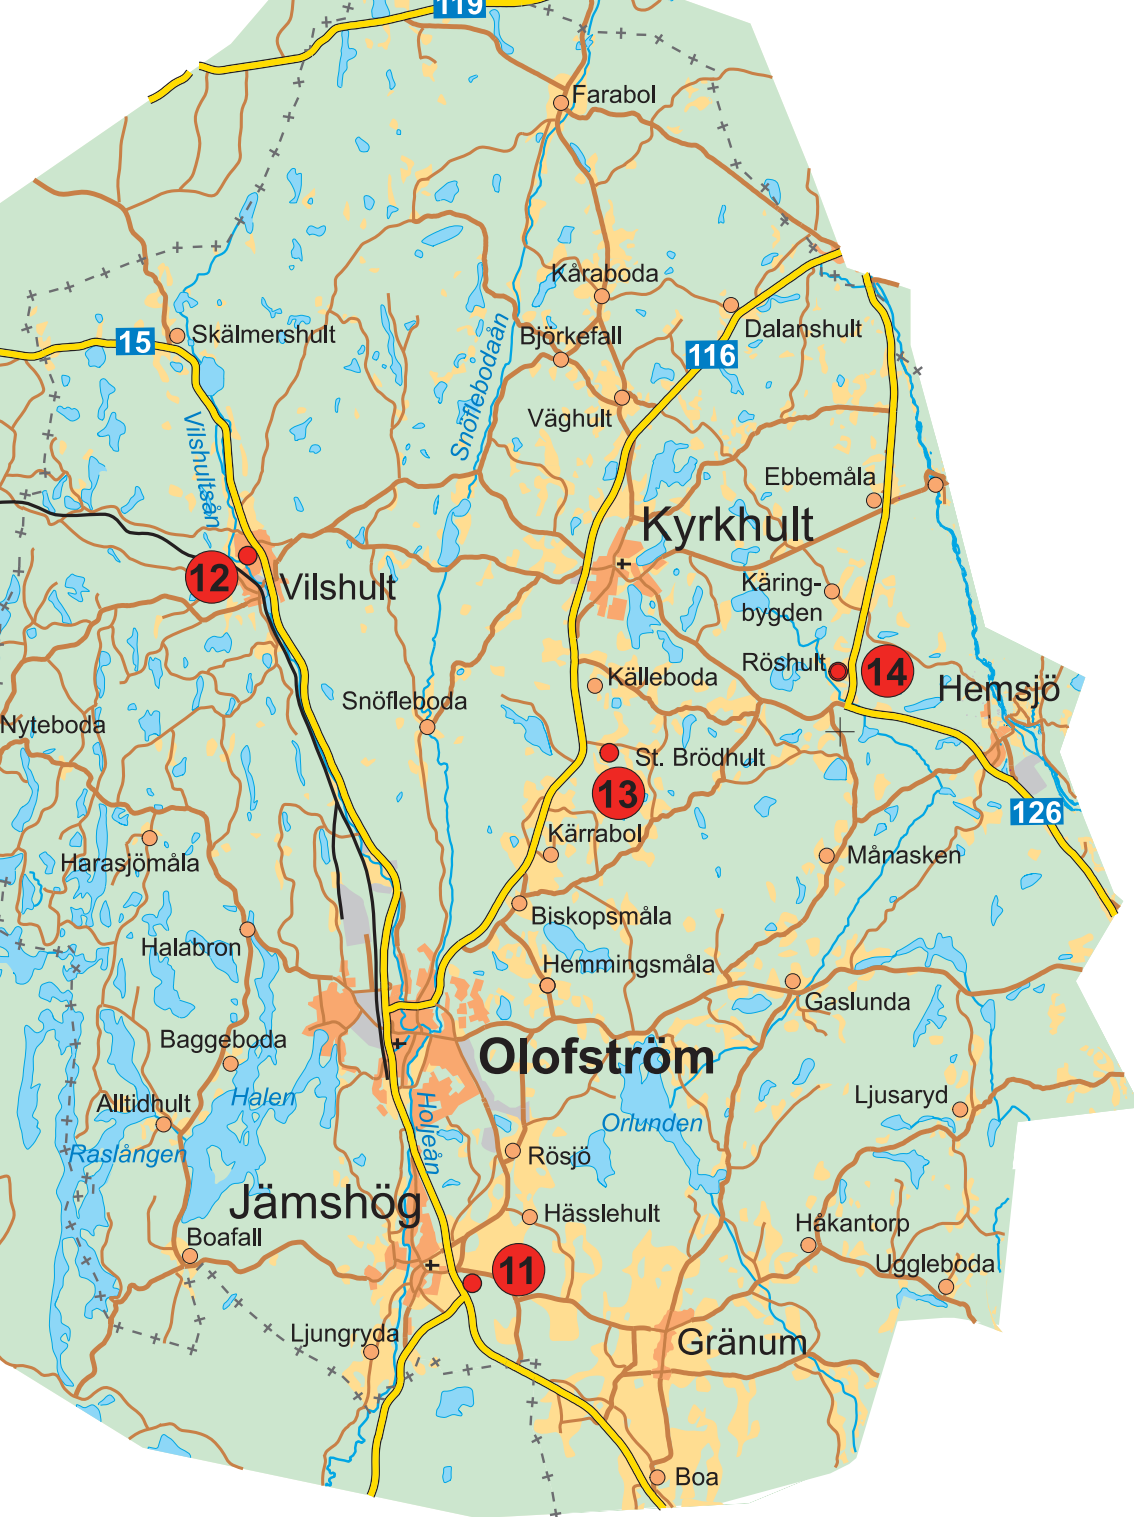 119
Farabol
Kåraboda
Dalanshult
15
Skälmershult
Björkefall
116
Snöflebodaån
Väghult
Vilshultsån
Ebbemåla
Kyrkhult
12
Vilshult
Käring-
bygden
Röshult
14
Källeboda
Hemsjö
Snöfleboda
Nyteboda
St. Brödhult
13
126
Kärrabol
Harasjömåla
Månasken
Biskopsmåla
Halabron
Hemmingsmåla
Gaslunda
Baggeboda
Olofström
Halen
Alltidhult
Holjeån
Ljusaryd
Orlunden
Raslången
Rösjö
Jämshög
Hässlehult
Håkantorp
Boafall
Uggleboda
11
Ljungryda
Gränum
Boa